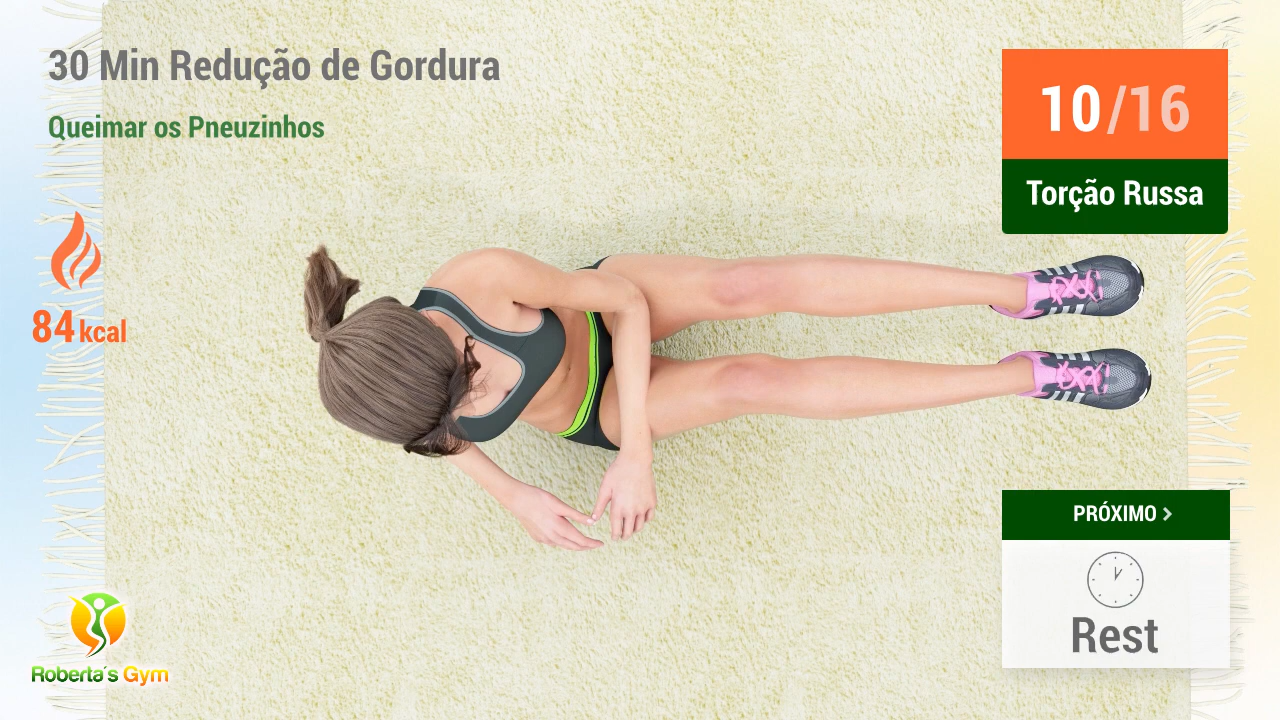 30 Min Redução de Gordura
Queimar os Pneuzinhos
10/16
Torção Russa
84 kcal
PRÓXIMO >
Rest
Roberta´s Gym